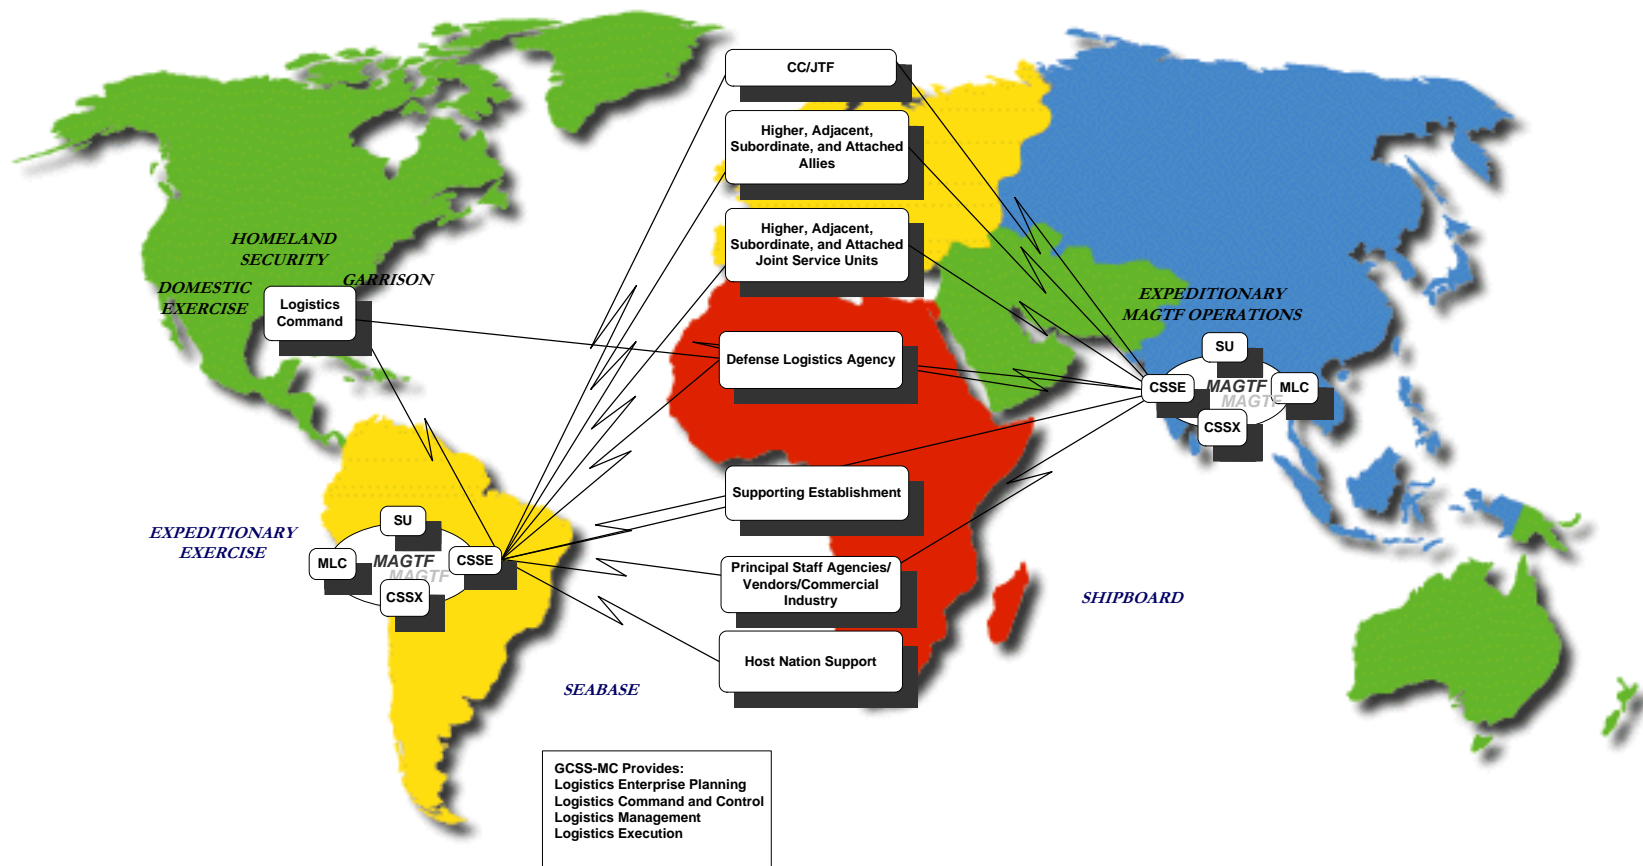 CC/JTF
Higher, Adjacent,
Subordinate, and Attached
Allies
Higher, Adjacent,
Subordinate, and Attached
Joint Service Units
HOMELAND
SECURITY
GARRISON
DOMESTIC
EXERCISE
Logistics
Command
Defense Logistics Agency
EXPEDITIONARY
MAGTF OPERATIONS
SU
CSSE
MAGTF
MAGTF
MLC
CSSX
Supporting Establishment
EXPEDITIONARY
EXERCISE
SU
MLC
MAGTF
MAGTF
CSSE
CSSX
Principal Staff Agencies/
Vendors/Commercial
Industry
SHIPBOARD
Host Nation Support
SEABASE
GCSS-MC Provides:
Logistics Enterprise Planning
Logistics Command and Control
Logistics Management
Logistics Execution